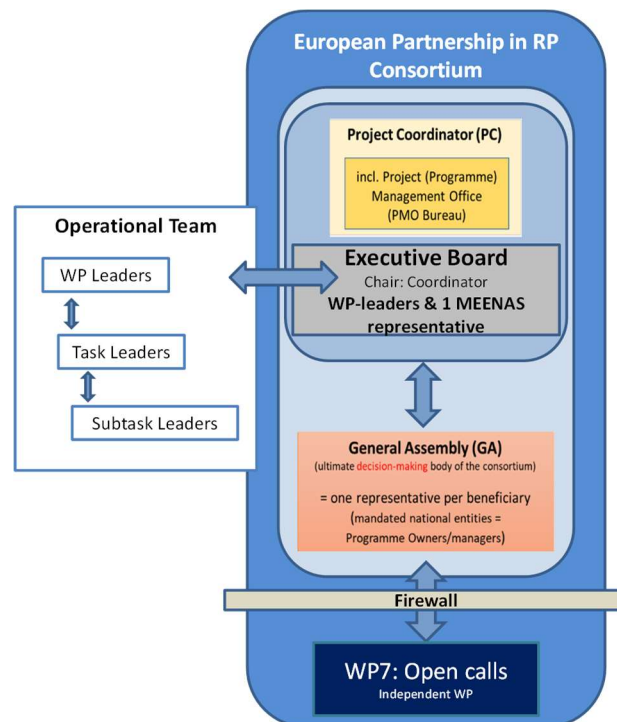 European Partnership in RP
Consortium
Project Coordinator (PC)
incl. Project (Programme)
Management Office
(PMO Bureau)
Operational Team
WP Leaders
Task Leaders
Subtask Leaders
Executive Board
Chair: Coordinator
WP-leaders & 1 MEENAS
representative
General Assembly (GA)
(ultimate decision-making body of the consortium)
= one representative per beneficiary
(mandated national entities =
Programme Owners/managers)
Firewall
WP7: Open calls
Independent WP